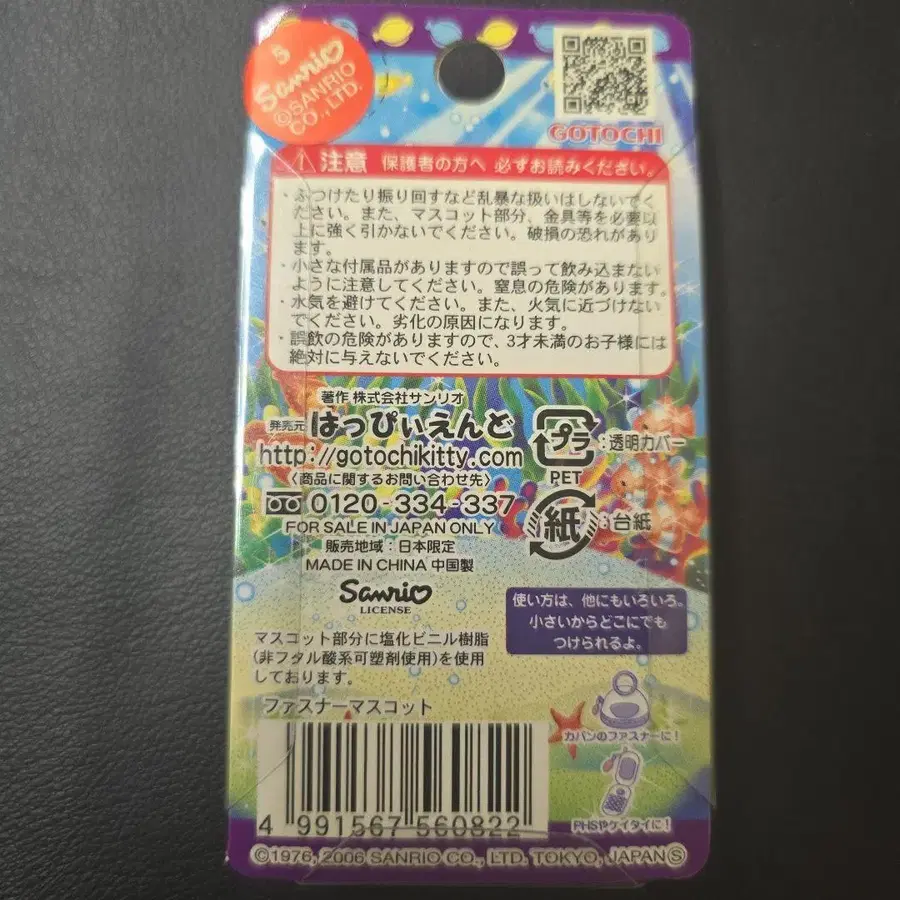 5
Sanrio
©SANRIO
CO., LTD.
GOTOCHI
注意 保護者の方へ 必ずお読みください。
・ぶつけたり振り回すなど乱暴な扱いはしないでく
ださい。また、マスコット部分、金具等を必要以
上に強く引かないでください。破損の恐れがあり
ます。
・小さな付属品がありますので誤って飲み込まない
ように注意してください。窒息の危険があります。
・水気を避けてください。また、火気に近づけない
でください。劣化の原因になります。
・誤飲の危険がありますので、3才未満のお子様には
絶対に与えないでください。
著作 株式会社サンリオ
発売元 はっぴぃえんど
http://gotochikitty.com
〈商品に関するお問い合わせ先〉
0120-334-337
FOR SALE IN JAPAN ONLY
販売地域:日本限定
MADE IN CHINA 中国製
Sanrio
LICENSE
プラ:透明カバー
PET
紙:台紙
使い方は、他にもいろいろ。
小さいからどこにでも
つけられるよ。
マスコット部分に塩化ビニル樹脂
(非フタル酸系可塑剤使用)を使用
しております。
ファスナーマスコット
カバンのファスナーに!
PHSやケイタイに!
4 991567 560822
©1976, 2006 SANRIO CO., LTD. TOKYO, JAPAN Ⓢ